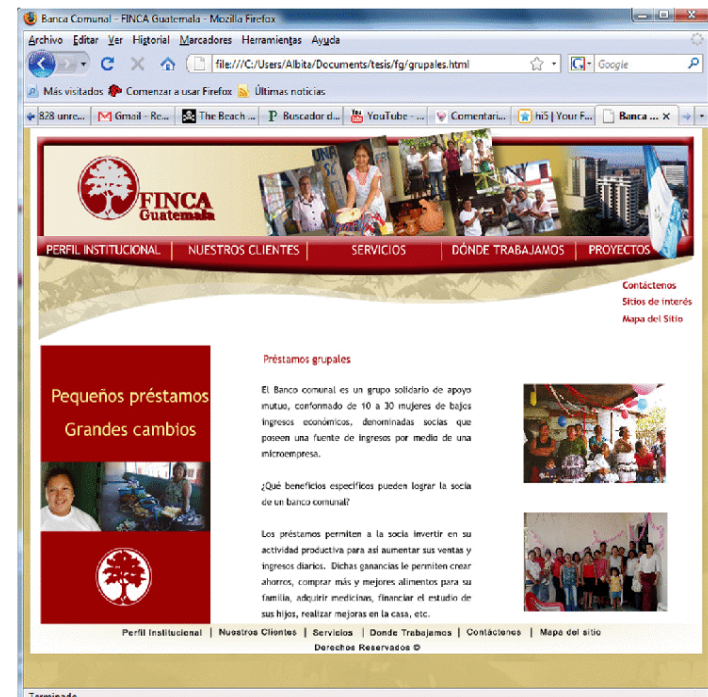 Banca Comunal - FINCA Guatemala - Mozilla Firefox
Archivo Editar Ver Historial Marcadores Herramientas Ayuda
file:///C:/Users/Albita/Documents/tesis/fg/grupales.html
Google
Más visitados Comenzar a usar Firefox Últimas noticias
828 unre... Gmail - Re... The Beach ... Buscador d... YouTube - ... Comentari... hi5 | Your F... Banca ...
FINCA
Guatemala
PERFIL INSTITUCIONAL | NUESTROS CLIENTES | SERVICIOS | DÓNDE TRABAJAMOS | PROYECTOS
Contáctenos
Sitios de interés
Mapa del Sitio
Pequeños préstamos
Grandes cambios
Préstamos grupales
El Banco comunal es un grupo solidario de apoyo
mutuo, conformado de 10 a 30 mujeres de bajos
ingresos económicos, denominadas socias que
poseen una fuente de ingresos por medio de una
microempresa.
¿Qué beneficios específicos pueden lograr la socia
de un banco comunal?
Los préstamos permiten a la socia invertir en su
actividad productiva para así aumentar sus ventas y
ingresos diarios. Dichas ganancias le permiten crear
ahorros, comprar más y mejores alimentos para su
familia, adquirir medicinas, financiar el estudio de
sus hijos, realizar mejoras en la casa, etc.
Perfil Institucional | Nuestros Clientes | Servicios | Donde Trabajamos | Contáctenos | Mapa del sitio
Derechos Reservados ©
Terminado